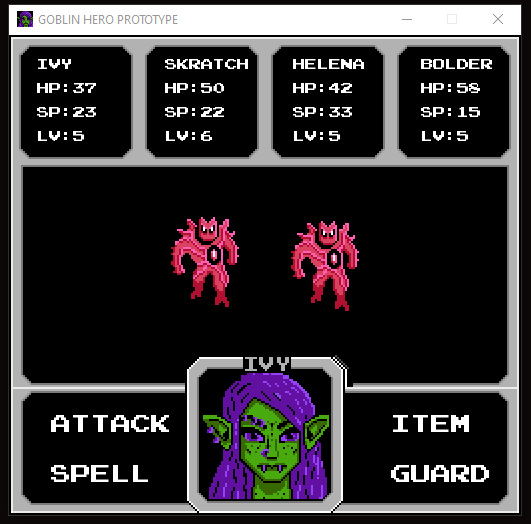 GOBLIN HERO PROTOTYPE
IVY
HP:37
SP:23
LV:5
SKRATCH
HP:50
SP:22
LV:6
HELENA
HP:42
SP:33
LV:5
BOLDER
HP:58
SP:15
LV:5
IVY
ATTACK
SPELL
ITEM
GUARD